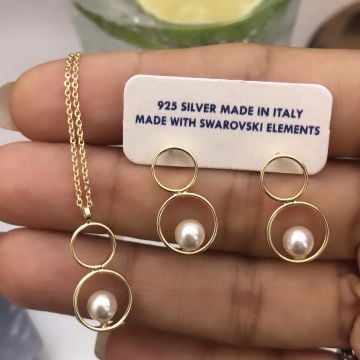 925 SILVER MADE IN ITALY
MADE WITH SWAROVSKI ELEMENTS